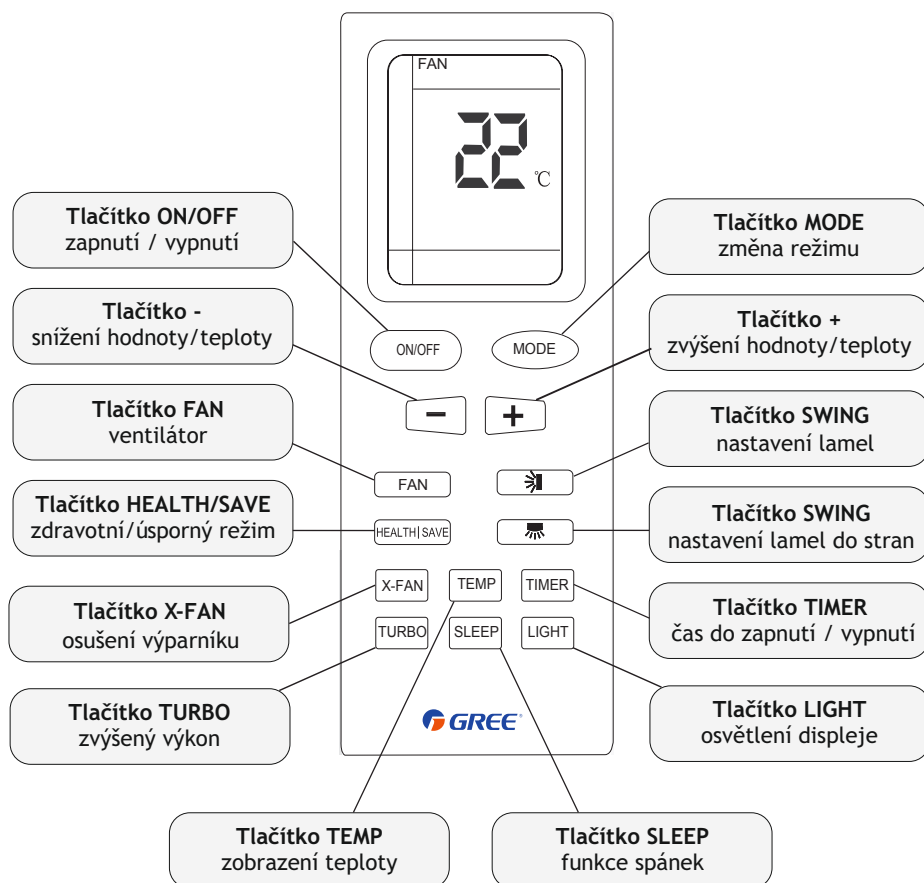 FAN
22 °C
Tlačítko ON/OFF
zapnutí / vypnutí
Tlačítko MODE
změna režimu
Tlačítko -
snížení hodnoty/teploty
Tlačítko +
zvýšení hodnoty/teploty
ON/OFF
MODE
−
+
Tlačítko FAN
ventilátor
Tlačítko SWING
nastavení lamel
FAN
Tlačítko HEALTH/SAVE
zdravotní/úsporný režim
Tlačítko SWING
nastavení lamel do stran
HEALTH|SAVE
X-FAN
TEMP
TIMER
Tlačítko X-FAN
osušení výparníku
Tlačítko TIMER
čas do zapnutí / vypnutí
TURBO
SLEEP
LIGHT
Tlačítko TURBO
zvýšený výkon
Tlačítko LIGHT
osvětlení displeje
GREE
Tlačítko TEMP
zobrazení teploty
Tlačítko SLEEP
funkce spánek